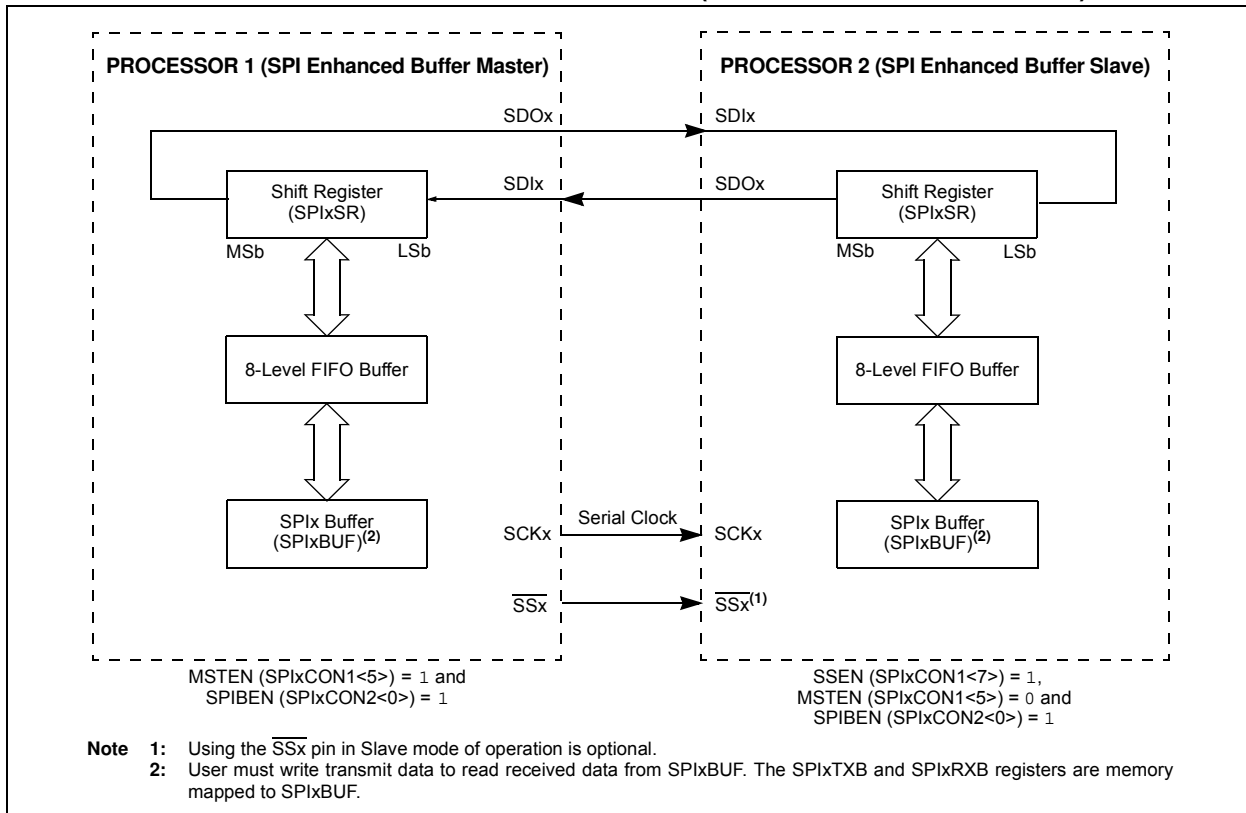 PROCESSOR 1 (SPI Enhanced Buffer Master)
PROCESSOR 2 (SPI Enhanced Buffer Slave)
SDOx
SDIx
Shift Register
(SPIxSR)
SDIx
SDOx
Shift Register
(SPIxSR)
MSb
LSb
MSb
LSb
8-Level FIFO Buffer
8-Level FIFO Buffer
SPIx Buffer
(SPIxBUF)(2)
SCKx
Serial Clock
SCKx
SPIx Buffer
(SPIxBUF)(2)
SSx
SSx(1)
MSTEN (SPIxCON1<5>) = 1 and
SPIBEN (SPIxCON2<0>) = 1
SSEN (SPIxCON1<7>) = 1,
MSTEN (SPIxCON1<5>) = 0 and
SPIBEN (SPIxCON2<0>) = 1
Note 1: Using the SSx pin in Slave mode of operation is optional.
2: User must write transmit data to read received data from SPIxBUF. The SPIxTXB and SPIxRXB registers are memory
mapped to SPIxBUF.